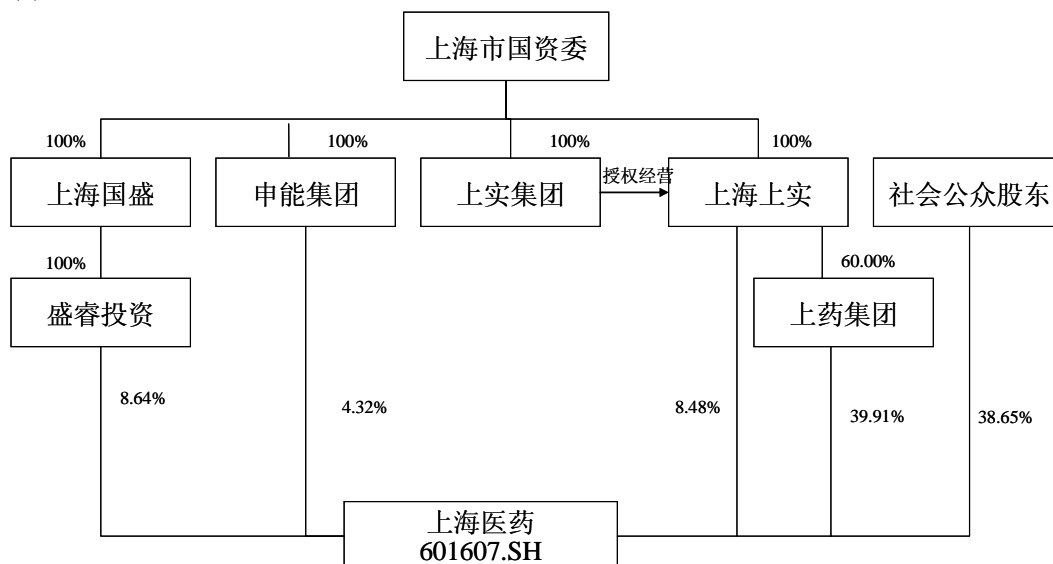 上海市国资委
100%
100%
100%
100%
上海国盛
申能集团
上实集团
授权经营
上海上实
社会公众股东
100%
60.00%
盛睿投资
上药集团
8.64%
4.32%
8.48%
39.91%
38.65%
上海医药
601607.SH